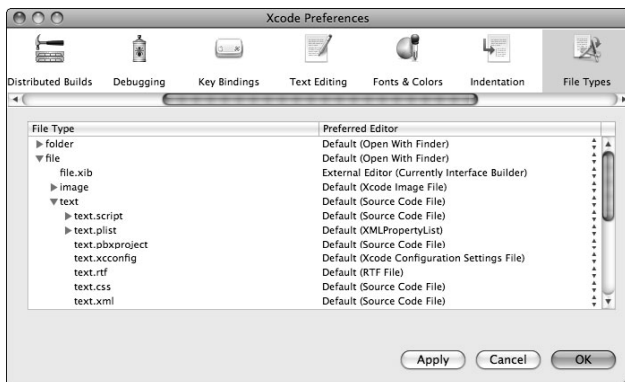 Xcode Preferences
Distributed Builds Debugging Key Bindings Text Editing Fonts & Colors Indentation File Types
File Type Preferred Editor
folder Default (Open With Finder)
file Default (Open With Finder)
file.xib External Editor (Currently Interface Builder)
image Default (Xcode Image File)
text Default (Source Code File)
text.script Default (Source Code File)
text.plist Default (XMLPropertyList)
text.pbxproject Default (Source Code File)
text.xcconfig Default (Xcode Configuration Settings File)
text.rtf Default (RTF File)
text.css Default (Source Code File)
text.xml Default (Source Code File)
Apply Cancel OK